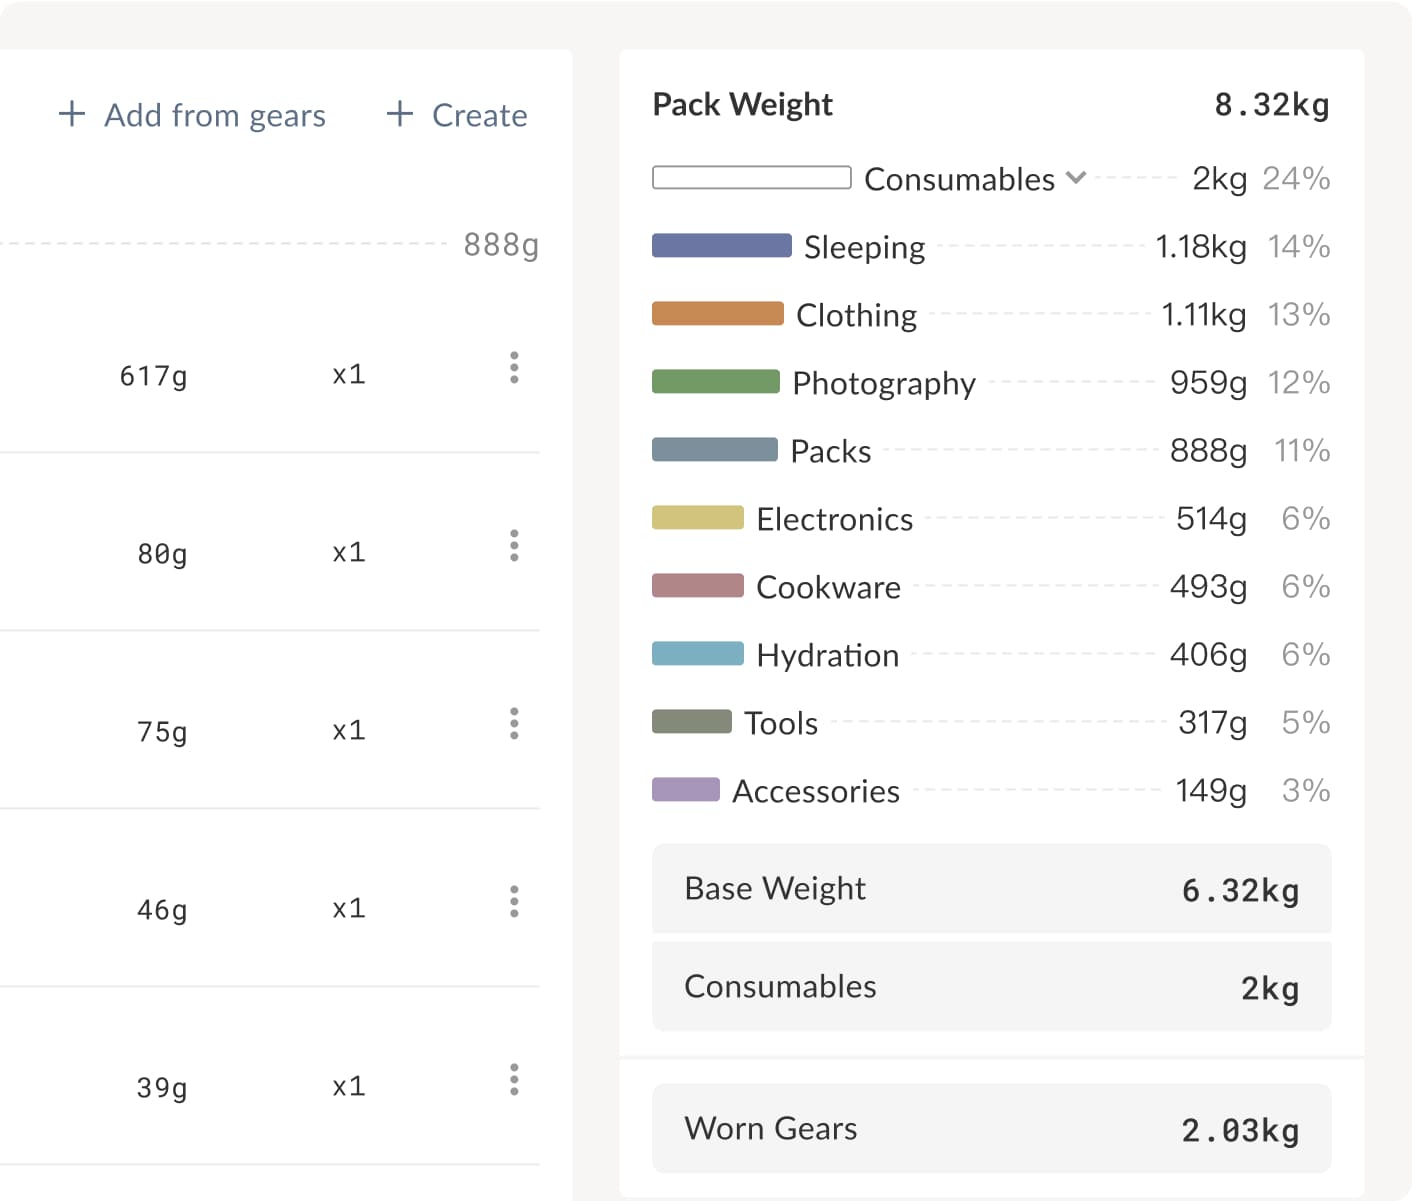 + Add from gears + Create
888g
617g x1
80g x1
75g x1
46g x1
39g x1
Pack Weight 8.32kg
Consumables 2kg 24%
Sleeping 1.18kg 14%
Clothing 1.11kg 13%
Photography 959g 12%
Packs 888g 11%
Electronics 514g 6%
Cookware 493g 6%
Hydration 406g 6%
Tools 317g 5%
Accessories 149g 3%
Base Weight 6.32kg
Consumables 2kg
Worn Gears 2.03kg